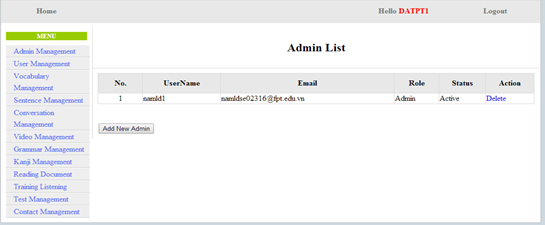 Home Hello DATPT1 Logout
MENU
Admin Management
User Management
Vocabulary
Management
Sentence Management
Conversation
Management
Video Management
Grammar Management
Kanji Management
Reading Document
Training Listening
Test Management
Contact Management
Admin List
No. UserName Email Role Status Action
1 namld1 namldse02316@fpt.edu.vn Admin Active Delete
Add New Admin